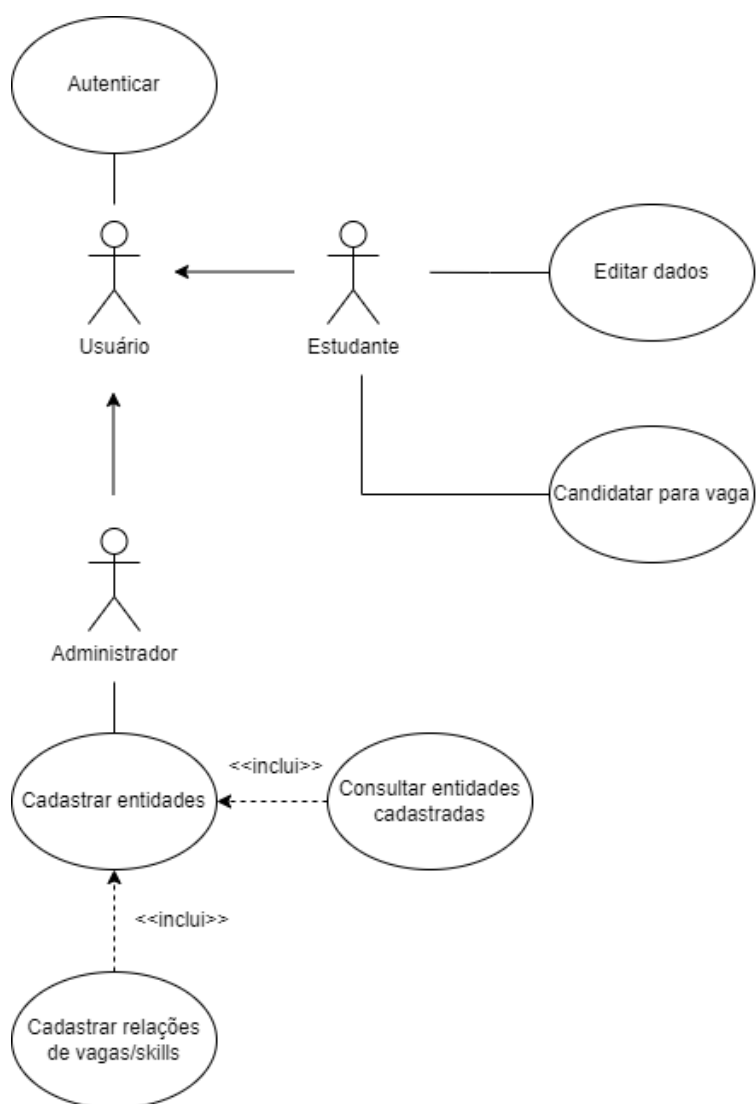 Autenticar
Usuário
Estudante
Editar dados
Candidatar para vaga
Administrador
Cadastrar entidades
<<inclui>>
Consultar entidades
cadastradas
<<inclui>>
Cadastrar relações
de vagas/skills